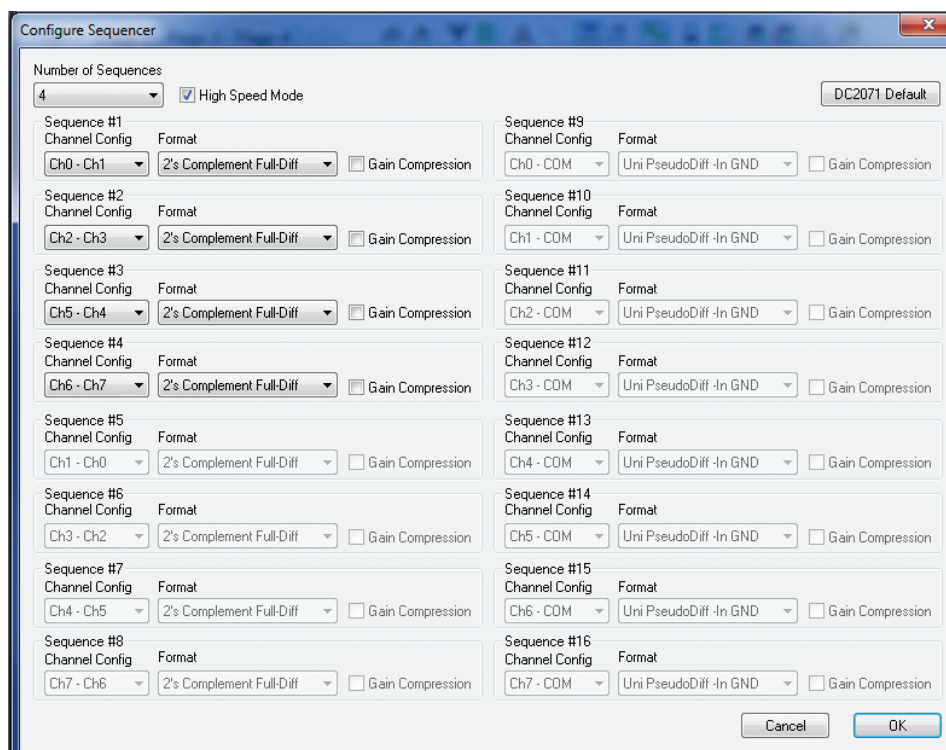 Configure Sequencer
Number of Sequences
4 High Speed Mode DC2071 Default
Sequence #1
Channel Config Format
Ch0 - Ch1 2's Complement Full-Diff Gain Compression
Sequence #2
Channel Config Format
Ch2 - Ch3 2's Complement Full-Diff Gain Compression
Sequence #3
Channel Config Format
Ch5 - Ch4 2's Complement Full-Diff Gain Compression
Sequence #4
Channel Config Format
Ch6 - Ch7 2's Complement Full-Diff Gain Compression
Sequence #5
Channel Config Format
Ch1 - Ch0 2's Complement Full-Diff Gain Compression
Sequence #6
Channel Config Format
Ch3 - Ch2 2's Complement Full-Diff Gain Compression
Sequence #7
Channel Config Format
Ch4 - Ch5 2's Complement Full-Diff Gain Compression
Sequence #8
Channel Config Format
Ch7 - Ch6 2's Complement Full-Diff Gain Compression
Sequence #9
Channel Config Format
Ch0 - COM Uni PseudoDiff -In GND Gain Compression
Sequence #10
Channel Config Format
Ch1 - COM Uni PseudoDiff -In GND Gain Compression
Sequence #11
Channel Config Format
Ch2 - COM Uni PseudoDiff -In GND Gain Compression
Sequence #12
Channel Config Format
Ch3 - COM Uni PseudoDiff -In GND Gain Compression
Sequence #13
Channel Config Format
Ch4 - COM Uni PseudoDiff -In GND Gain Compression
Sequence #14
Channel Config Format
Ch5 - COM Uni PseudoDiff -In GND Gain Compression
Sequence #15
Channel Config Format
Ch6 - COM Uni PseudoDiff -In GND Gain Compression
Sequence #16
Channel Config Format
Ch7 - COM Uni PseudoDiff -In GND Gain Compression
Cancel OK